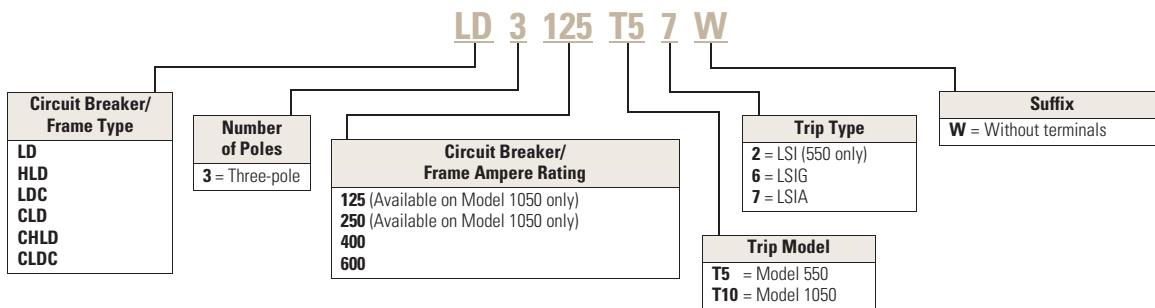 LD 3 125 T5 7 W
Circuit Breaker/
Frame Type
LD
HLD
LDC
CLD
CHLD
CLDC
Number
of Poles
3 = Three-pole
Circuit Breaker/
Frame Ampere Rating
125 (Available on Model 1050 only)
250 (Available on Model 1050 only)
400
600
Trip Model
T5 = Model 550
T10 = Model 1050
Trip Type
2 = LSI (550 only)
6 = LSIG
7 = LSIA
Suffix
W = Without terminals